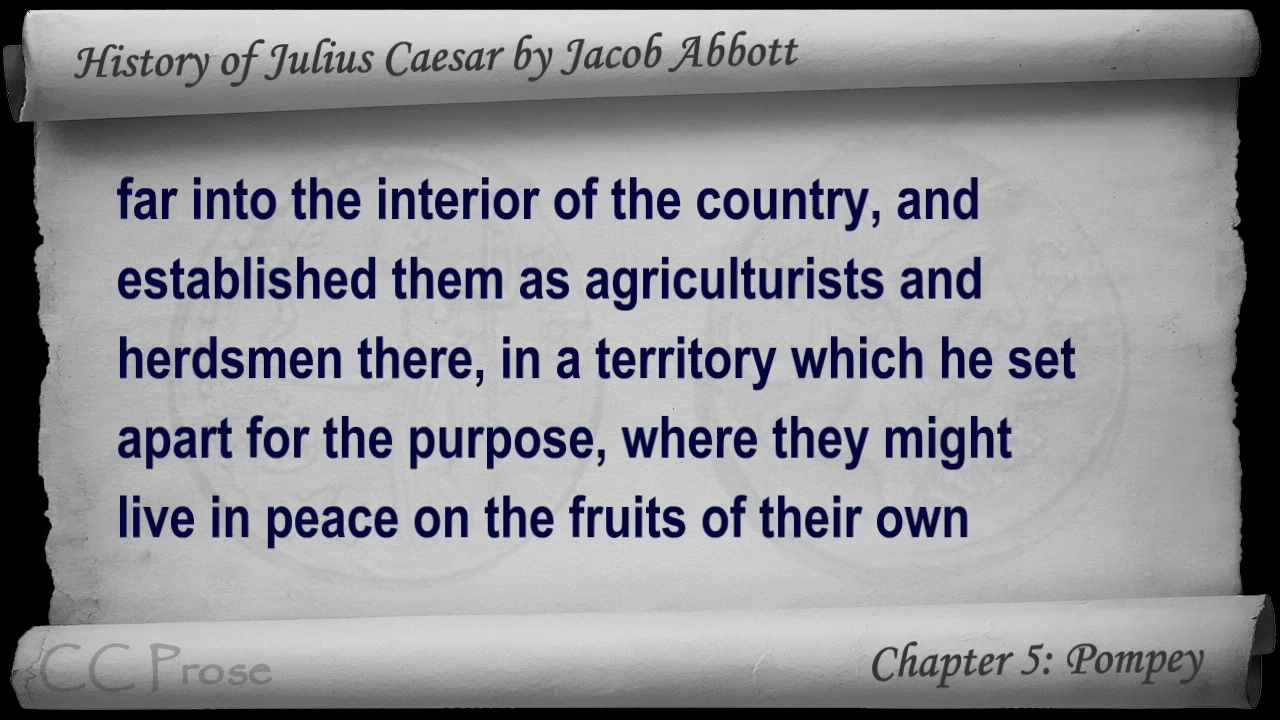 History of Julius Caesar by Jacob Abbott
far into the interior of the country, and
established them as agriculturists and
herdsmen there, in a territory which he set
apart for the purpose, where they might
live in peace on the fruits of their own
CC Prose
Chapter 5: Pompey